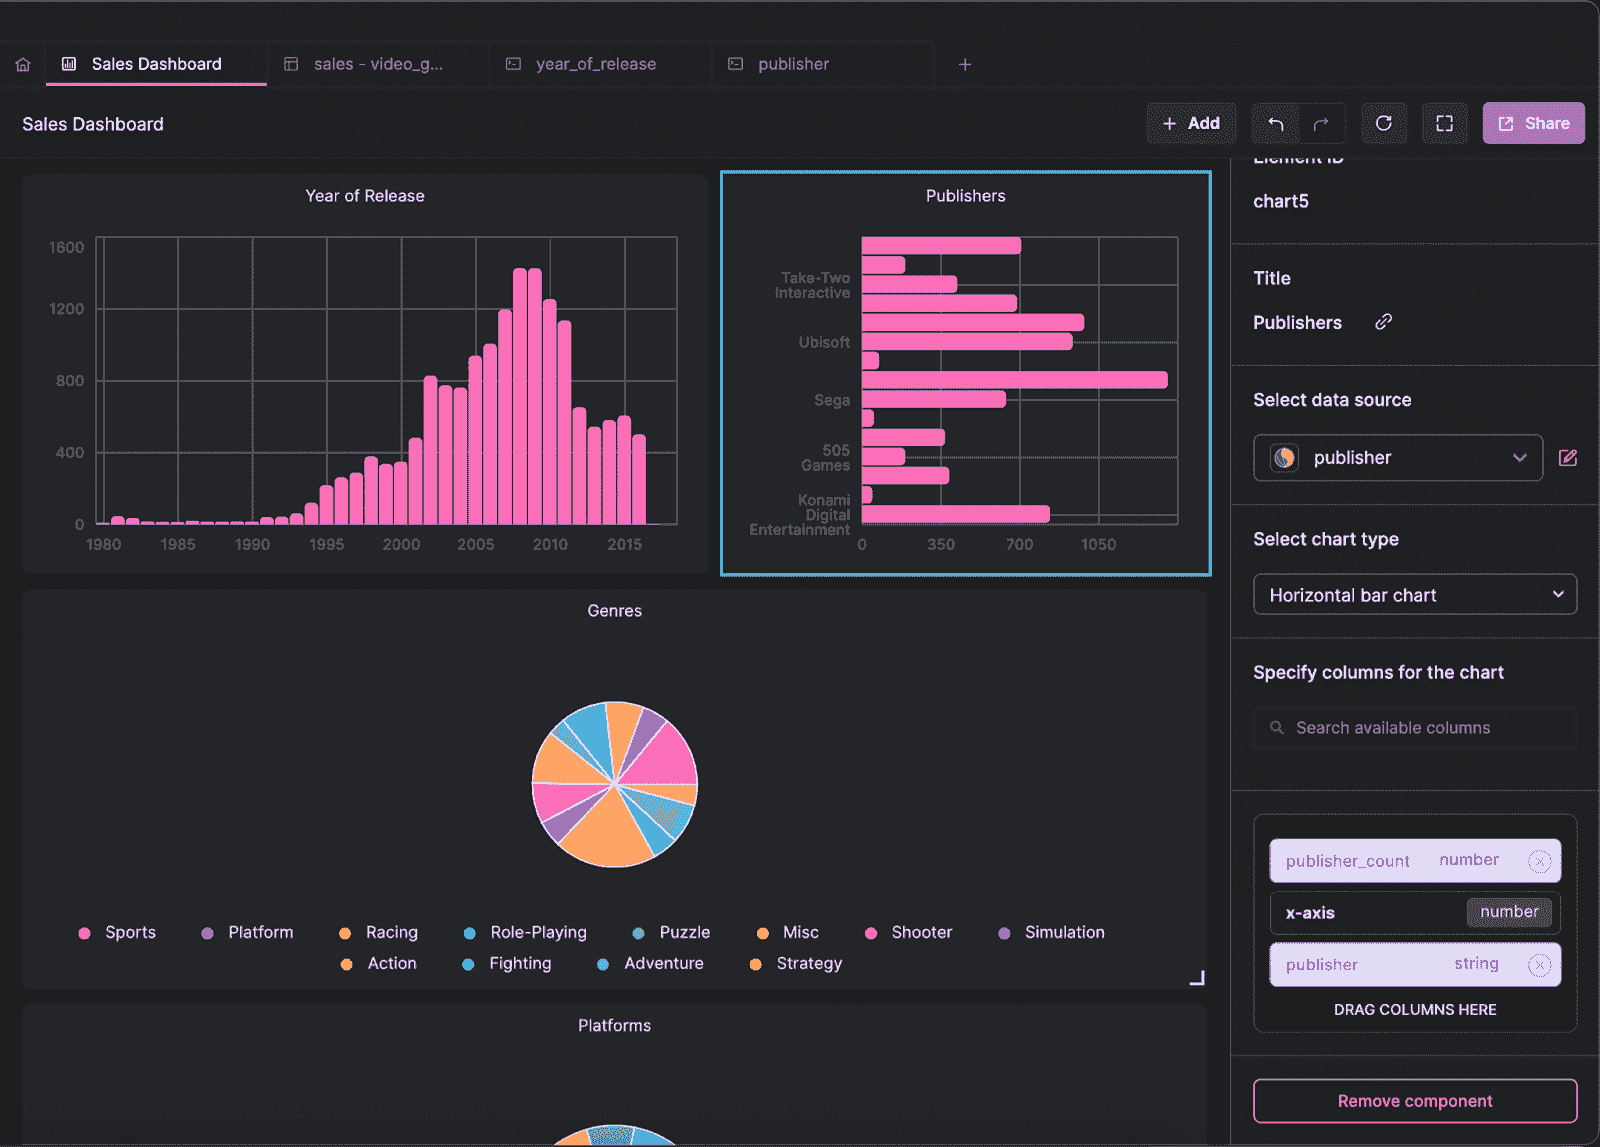 Sales Dashboard
sales - video_g...
year_of_release
publisher
+
Sales Dashboard
+ Add
Share
Year of Release
1600
1200
800
400
0
1980 1985 1990 1995 2000 2005 2010 2015
Publishers
Take-Two
Interactive
Ubisoft
Sega
505
Games
Konami
Digital
Entertainment
0 350 700 1050
Genres
Sports Platform Racing Role-Playing Puzzle Misc Shooter Simulation
Action Fighting Adventure Strategy
Platforms
Element ID
chart5
Title
Publishers
Select data source
publisher
Select chart type
Horizontal bar chart
Specify columns for the chart
Search available columns
publisher_count number
x-axis number
publisher string
DRAG COLUMNS HERE
Remove component